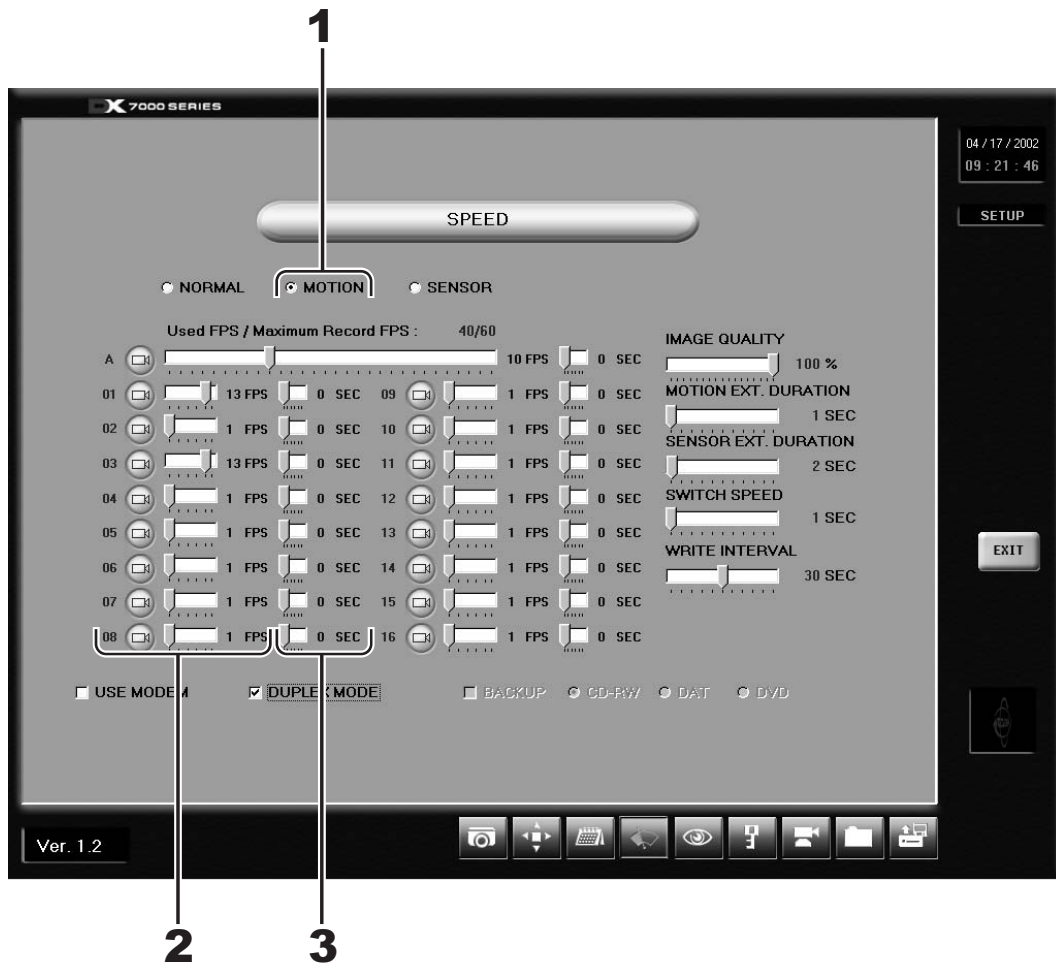 1
DX 7000 SERIES
04 / 17 / 2002
09 : 21 : 46
SETUP
SPEED
NORMAL MOTION SENSOR
Used FPS / Maximum Record FPS : 40/60
A 10 FPS 0 SEC
01 13 FPS 0 SEC 09 1 FPS 0 SEC
02 1 FPS 0 SEC 10 1 FPS 0 SEC
03 13 FPS 0 SEC 11 1 FPS 0 SEC
04 1 FPS 0 SEC 12 1 FPS 0 SEC
05 1 FPS 0 SEC 13 1 FPS 0 SEC
06 1 FPS 0 SEC 14 1 FPS 0 SEC
07 1 FPS 0 SEC 15 1 FPS 0 SEC
08 1 FPS 0 SEC 16 1 FPS 0 SEC
IMAGE QUALITY
100 %
MOTION EXT. DURATION
1 SEC
SENSOR EXT. DURATION
2 SEC
SWITCH SPEED
1 SEC
WRITE INTERVAL
30 SEC
EXIT
USE MODEM DUPLEX MODE BACKUP CD-RW DAT DVD
Ver. 1.2
2 3